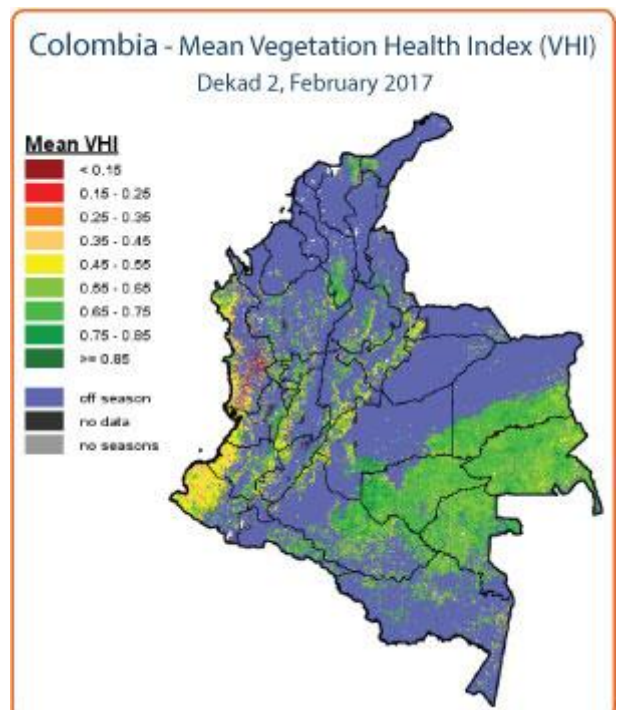 Colombia - Mean Vegetation Health Index (VHI)
Dekad 2, February 2017
Mean VHI
< 0.15
0.15 - 0.25
0.25 - 0.35
0.35 - 0.45
0.45 - 0.55
0.55 - 0.65
0.65 - 0.75
0.75 - 0.85
>= 0.85
off season
no data
no seasons